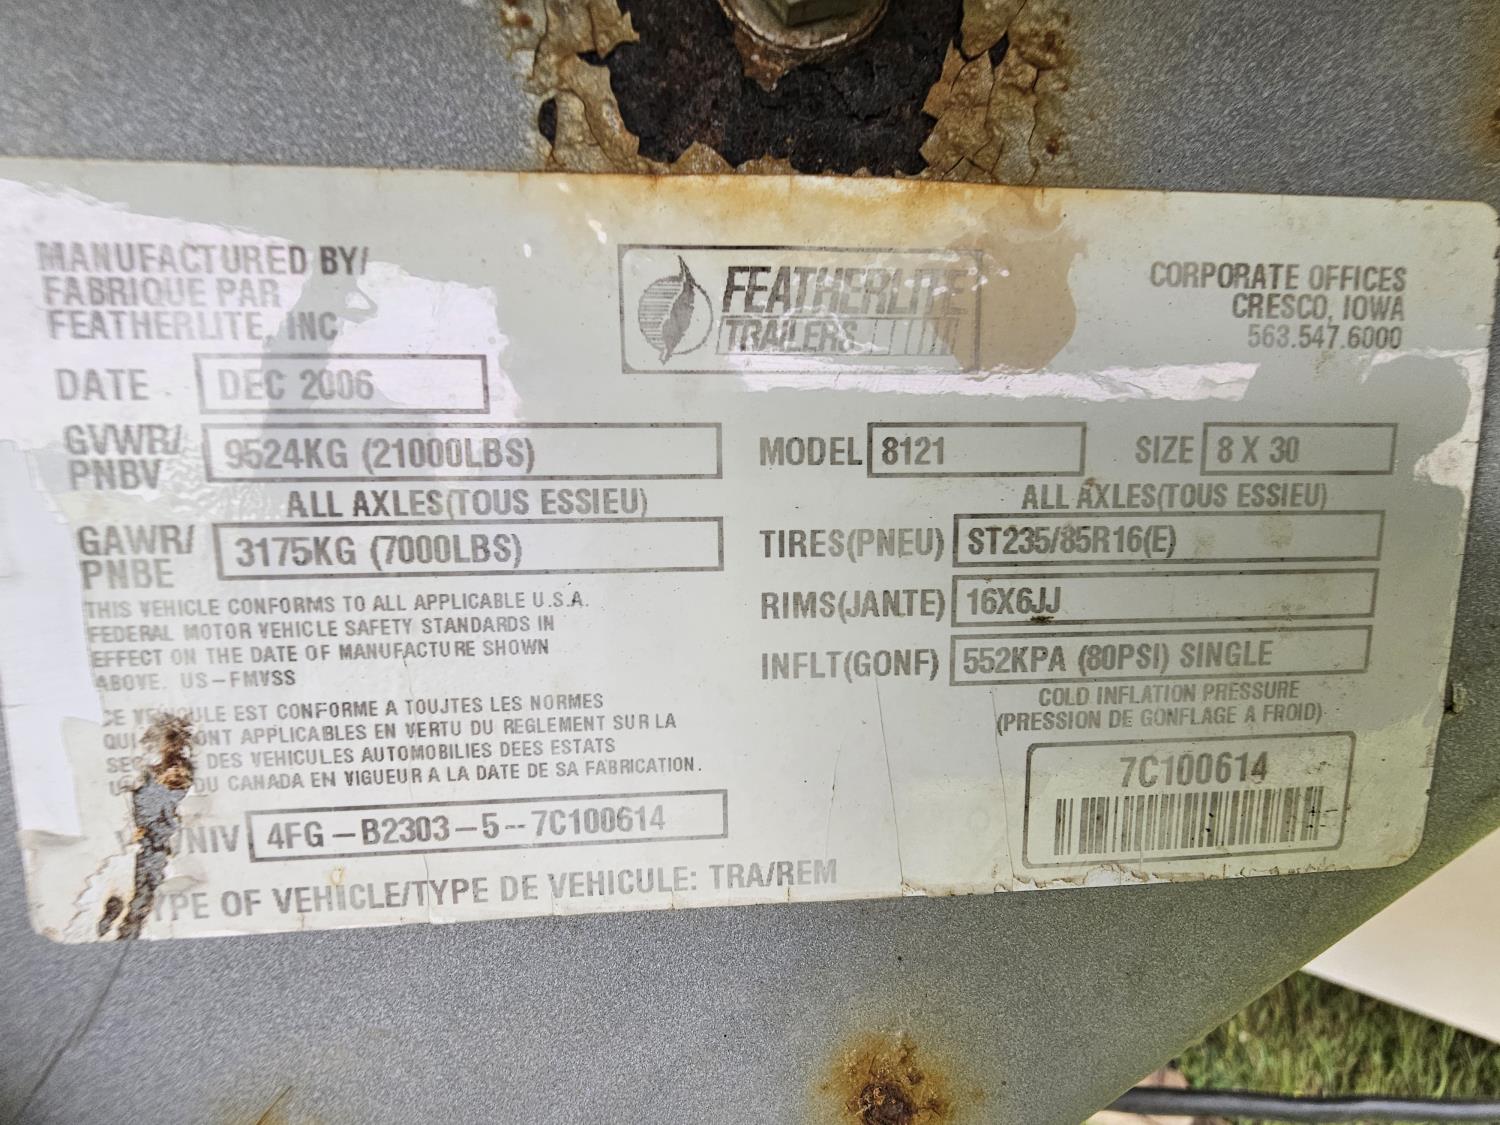 MANUFACTURED BY/
FABRIQUE PAR
FEATHERLITE, INC
FEATHERLITE
TRAILERS
CORPORATE OFFICES
CRESCO, IOWA
563.547.6000
DATE DEC 2006
GVWR/
PNBV 9524KG (21000LBS)
MODEL 8121 SIZE 8 X 30
ALL AXLES(TOUS ESSIEU)
GAWR/
PNBE 3175KG (7000LBS)
ALL AXLES(TOUS ESSIEU)
TIRES(PNEU) ST235/85R16(E)
RIMS(JANTE) 16X6JJ
INFLT(GONF) 552KPA (80PSI) SINGLE
COLD INFLATION PRESSURE
(PRESSION DE GONFLAGE A FROID)
THIS VEHICLE CONFORMS TO ALL APPLICABLE U.S.A.
FEDERAL MOTOR VEHICLE SAFETY STANDARDS IN
EFFECT ON THE DATE OF MANUFACTURE SHOWN
ABOVE. US-FMVSS
CE VEHICULE EST CONFORME A TOUJTES LES NORMES
QUI SONT APPLICABLES EN VERTU DU REGLEMENT SUR LA
DES VEHICULES AUTOMOBILIES DEES ESTATS
DU CANADA EN VIGUEUR A LA DATE DE SA FABRICATION.
/NIV 4FG-B2303-5--7C100614
7C100614
TYPE OF VEHICLE/TYPE DE VEHICULE: TRA/REM